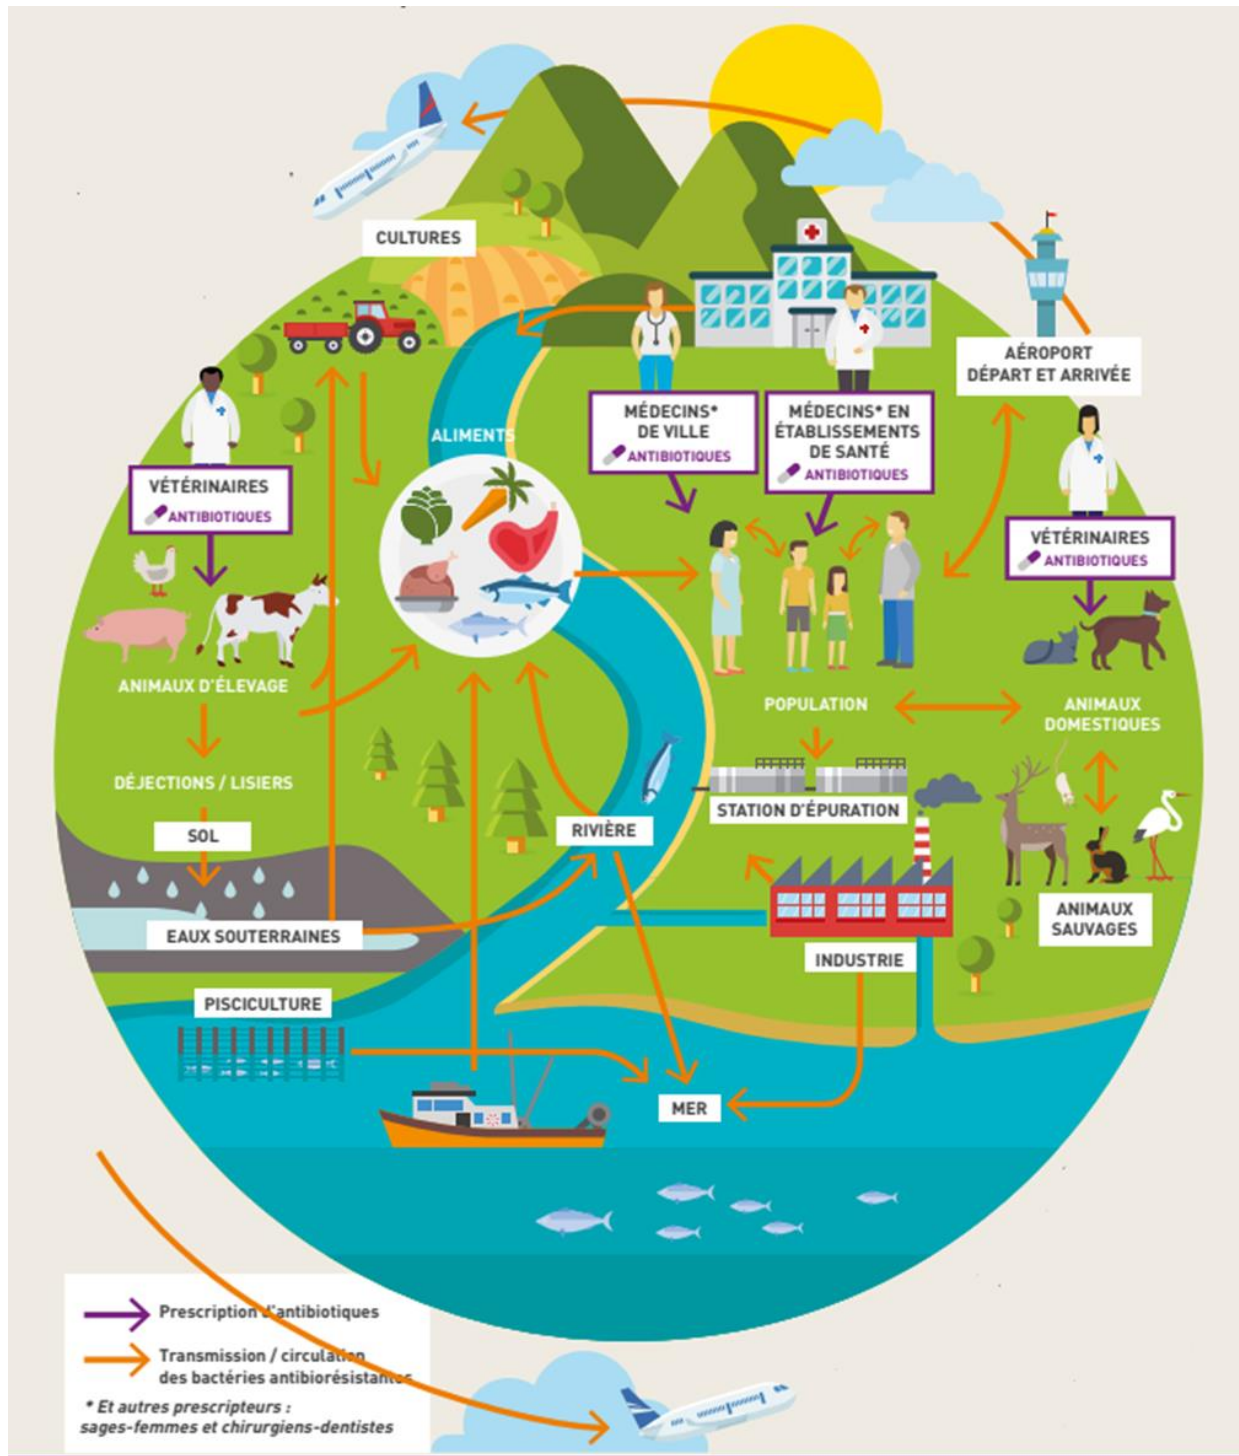 CULTURES
AÉROPORT
DÉPART ET ARRIVÉE
MÉDECINS*
DE VILLE
ANTIBIOTIQUES
MÉDECINS* EN
ÉTABLISSEMENTS
DE SANTÉ
ANTIBIOTIQUES
ALIMENTS
VÉTÉRINAIRES
ANTIBIOTIQUES
VÉTÉRINAIRES
ANTIBIOTIQUES
ANIMAUX D'ÉLEVAGE
POPULATION
ANIMAUX
DOMESTIQUES
DÉJECTIONS / LISIERS
STATION D'ÉPURATION
SOL
RIVIÈRE
ANIMAUX
SAUVAGES
EAUX SOUTERRAINES
INDUSTRIE
PISCICULTURE
MER
Prescription d'antibiotiques
Transmission / circulation
des bactéries antibiorésistantes
* Et autres prescripteurs :
sages-femmes et chirurgiens-dentistes